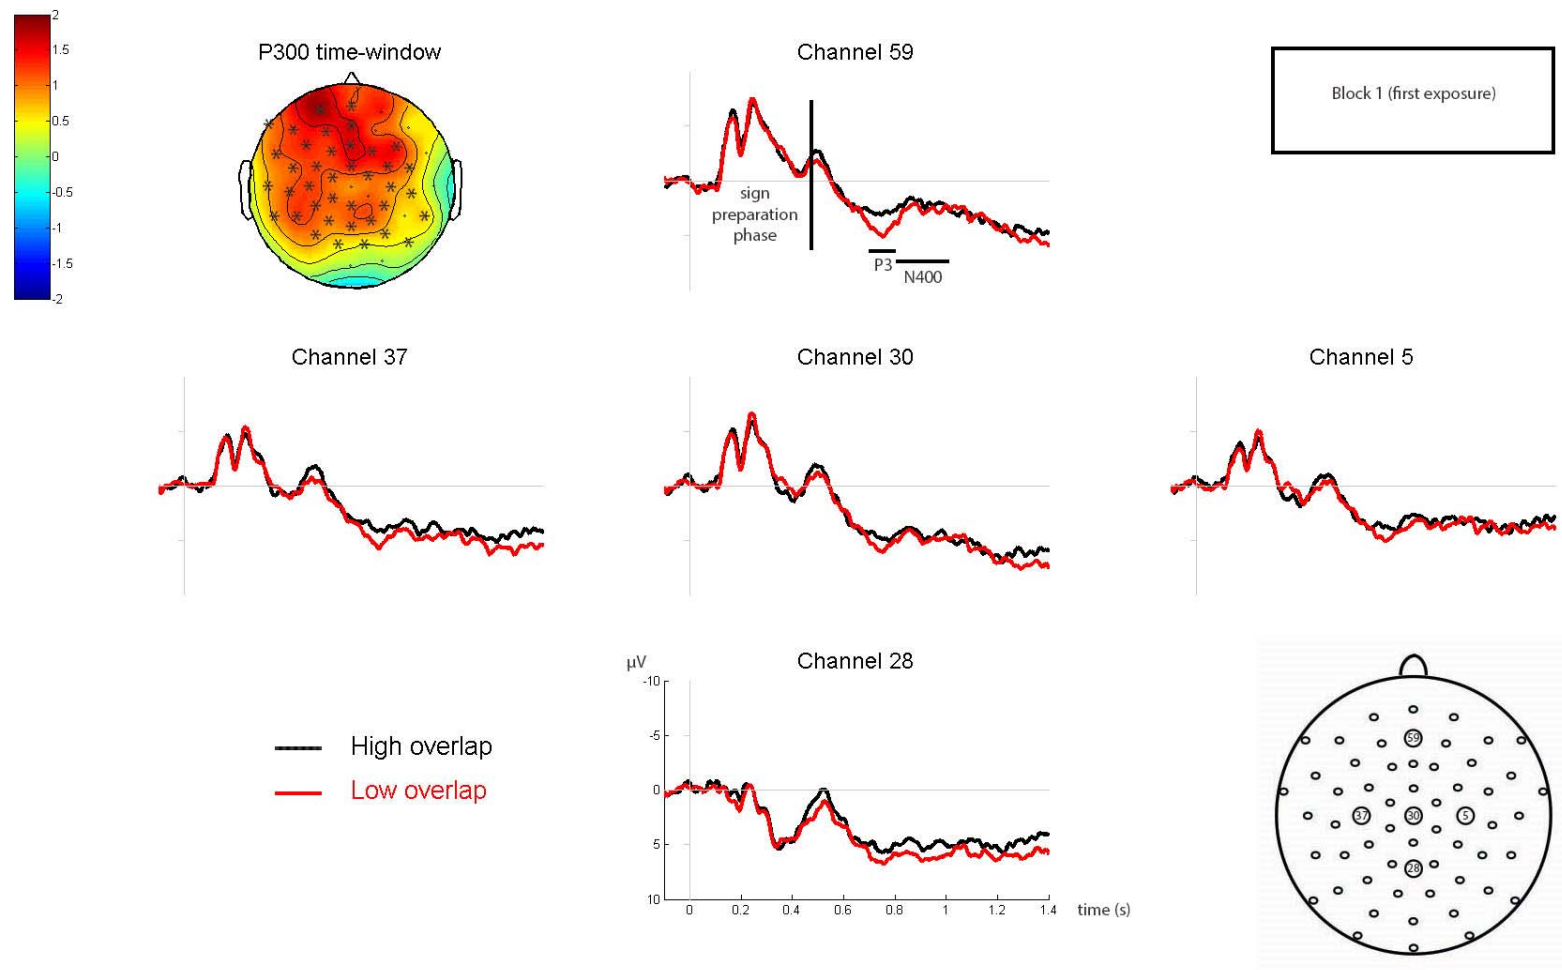 2
1.5
1
0.5
0
-0.5
-1
-1.5
-2
P300 time-window
Channel 59
sign
preparation
phase
P3
N400
Block 1 (first exposure)
Channel 37
Channel 30
Channel 5
High overlap
Low overlap
µV
Channel 28
-10
-5
0
5
10
0
0.2
0.4
0.6
0.8
1
1.2
1.4
time (s)
59
37
30
5
28